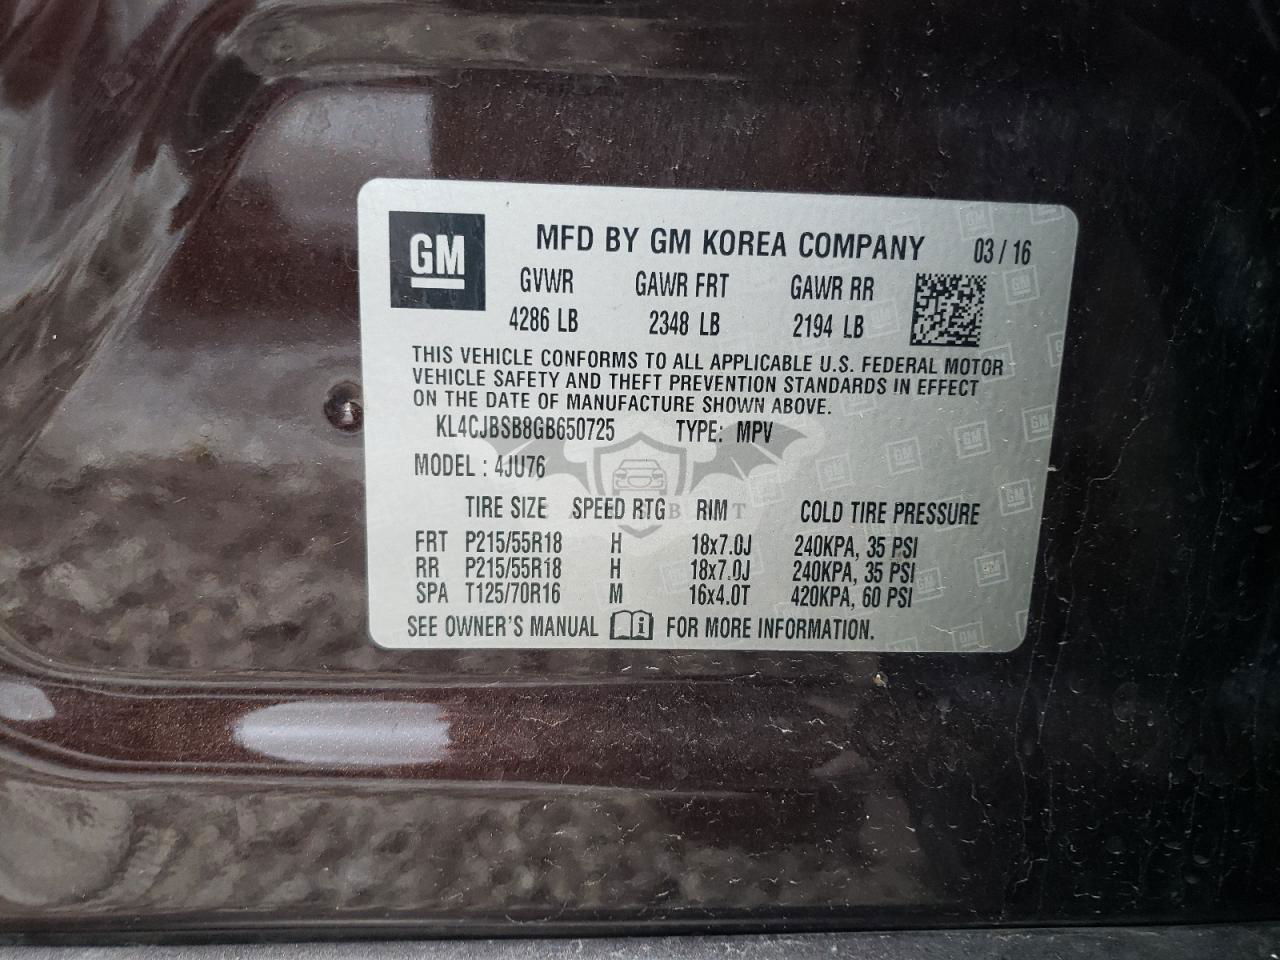 GM MFD BY GM KOREA COMPANY 03 / 16
GVWR GAWR FRT GAWR RR
4286 LB 2348 LB 2194 LB
THIS VEHICLE CONFORMS TO ALL APPLICABLE U.S. FEDERAL MOTOR
VEHICLE SAFETY AND THEFT PREVENTION STANDARDS IN EFFECT
ON THE DATE OF MANUFACTURE SHOWN ABOVE.
KL4CJBSB8GB650725 TYPE: MPV
MODEL : 4JU76
TIRE SIZE SPEED RTG RIM COLD TIRE PRESSURE
FRT P215/55R18 H 18x7.0J 240KPA, 35 PSI
RR P215/55R18 H 18x7.0J 240KPA, 35 PSI
SPA T125/70R16 M 16x4.0T 420KPA, 60 PSI
SEE OWNER'S MANUAL i FOR MORE INFORMATION.